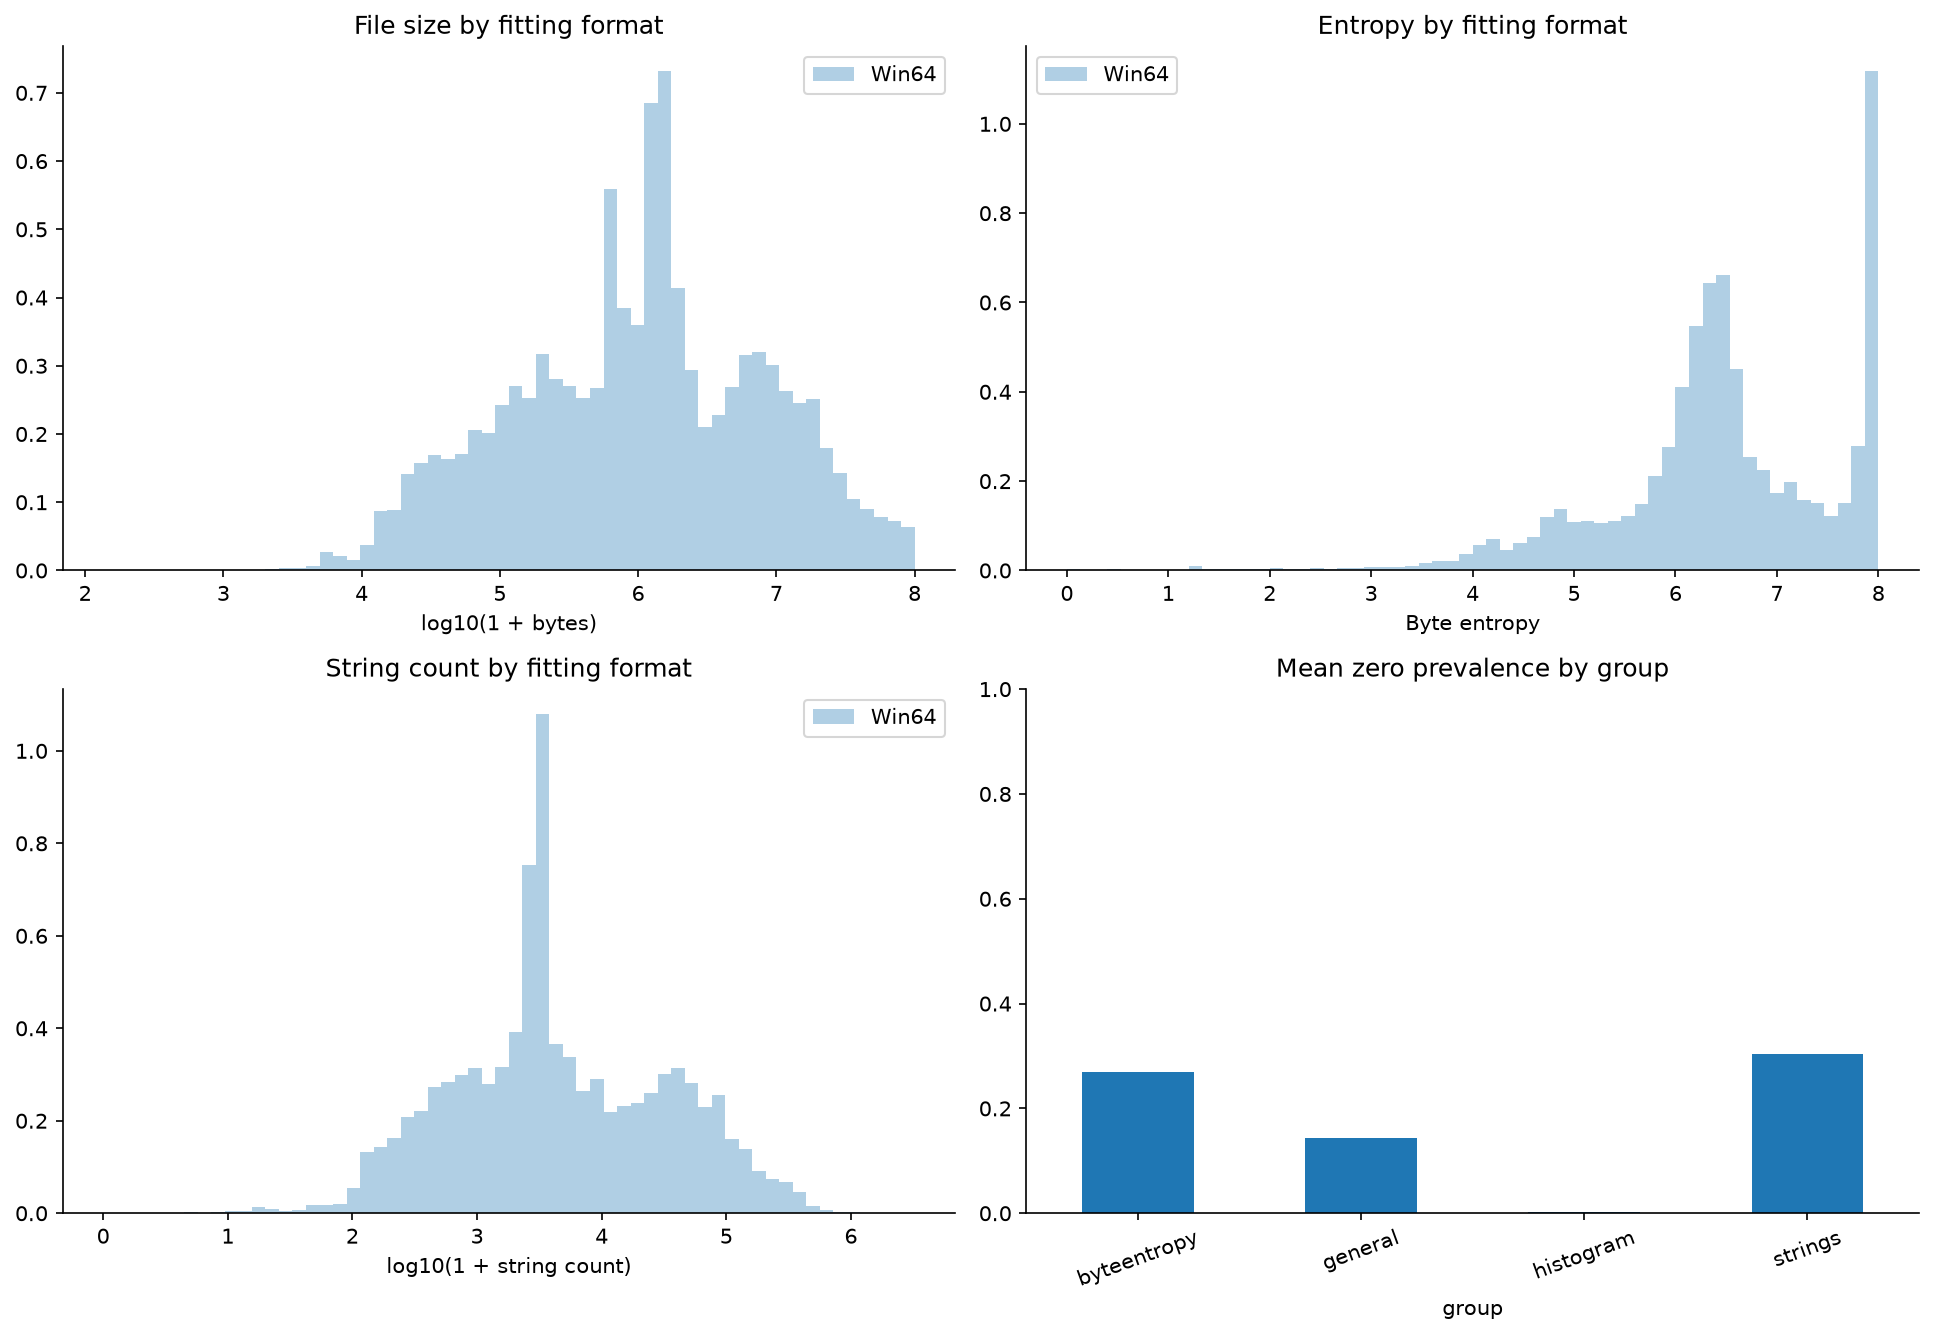 File size by fitting format
Win64
0.7
0.6
0.5
0.4
0.3
0.2
0.1
0.0
2 3 4 5 6 7 8
log10(1 + bytes)
Entropy by fitting format
Win64
1.0
0.8
0.6
0.4
0.2
0.0
0 1 2 3 4 5 6 7 8
Byte entropy
String count by fitting format
Win64
1.0
0.8
0.6
0.4
0.2
0.0
0 1 2 3 4 5 6
log10(1 + string count)
Mean zero prevalence by group
1.0
0.8
0.6
0.4
0.2
0.0
byteentropy general histogram strings
group